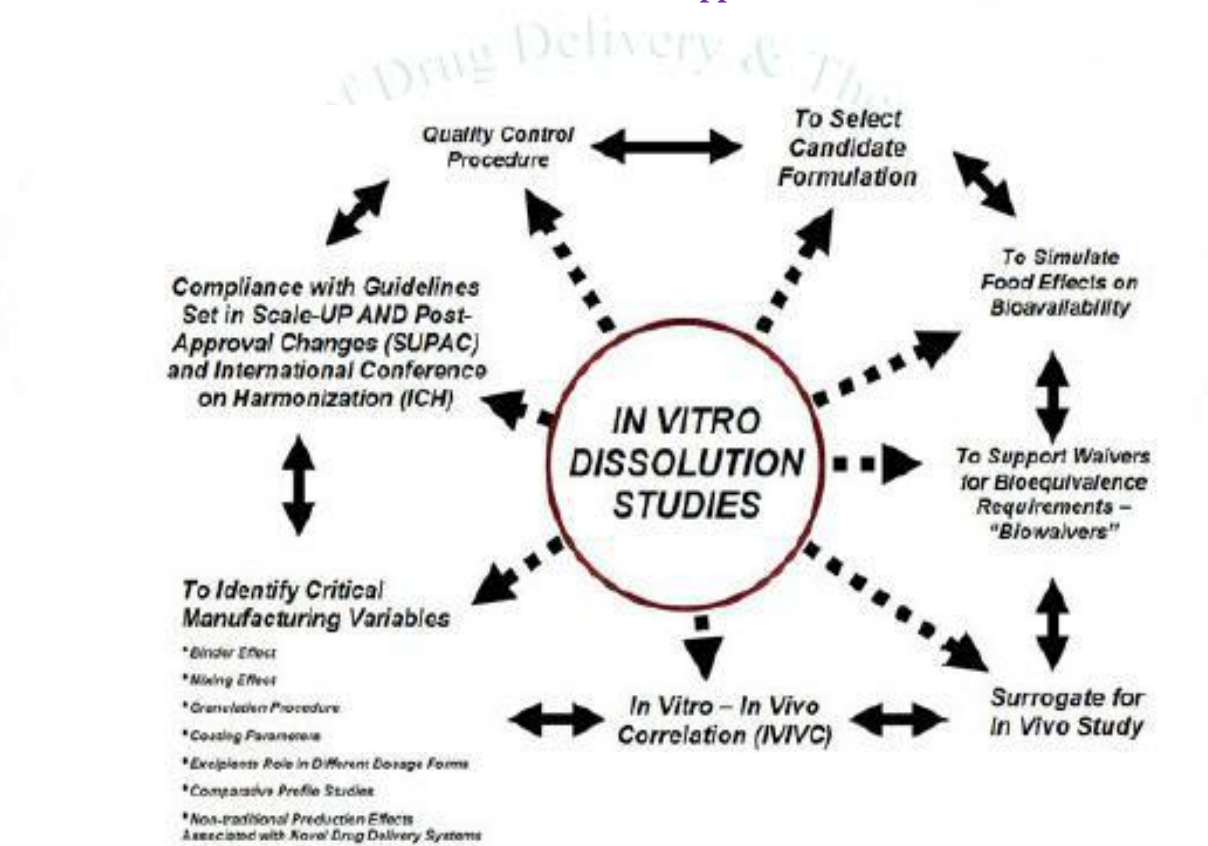 of Drug Delivery & The
Quality Control
Procedure
To Select
Candidate
Formulation
To Simulate
Food Effects on
Bioavailability
Compliance with Guidelines
Set in Scale-UP AND Post-
Approval Changes (SUPAC)
and International Conference
on Harmonization (ICH)
IN VITRO
DISSOLUTION
STUDIES
To Support Waivers
for Bioequivalence
Requirements –
"Biowaivers"
To Identify Critical
Manufacturing Variables
*Binder Effect
*Mixing Effect
*Granulation Procedure
*Coating Parameters
*Excipients Role in Different Dosage Forms
*Comparative Profile Studies
*Non-traditional Production Effects
Associated with Novel Drug Delivery Systems
In Vitro – In Vivo
Correlation (IVIVC)
Surrogate for
In Vivo Study